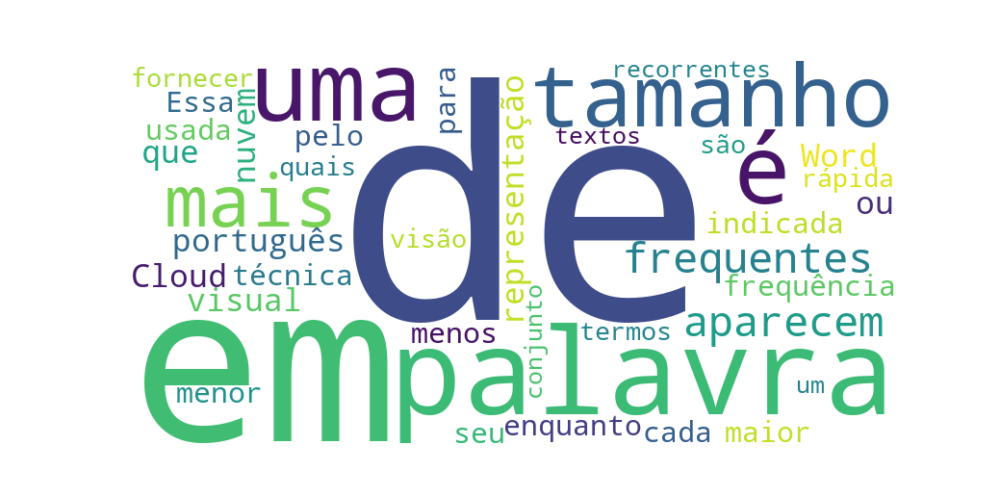 fornecer
uma
para
representação
tamanho
recorrentes
Essa
nuvem
usada
pelo
que
quais
de
textos
são
é
Word
rápida
ou
mais
português
visão
indicada
frequentes
Cloud
técnica
visual
frequência
menos
conjunto
termos
aparecem
em
palavra
menor
um
seu
enquanto
cada
maior